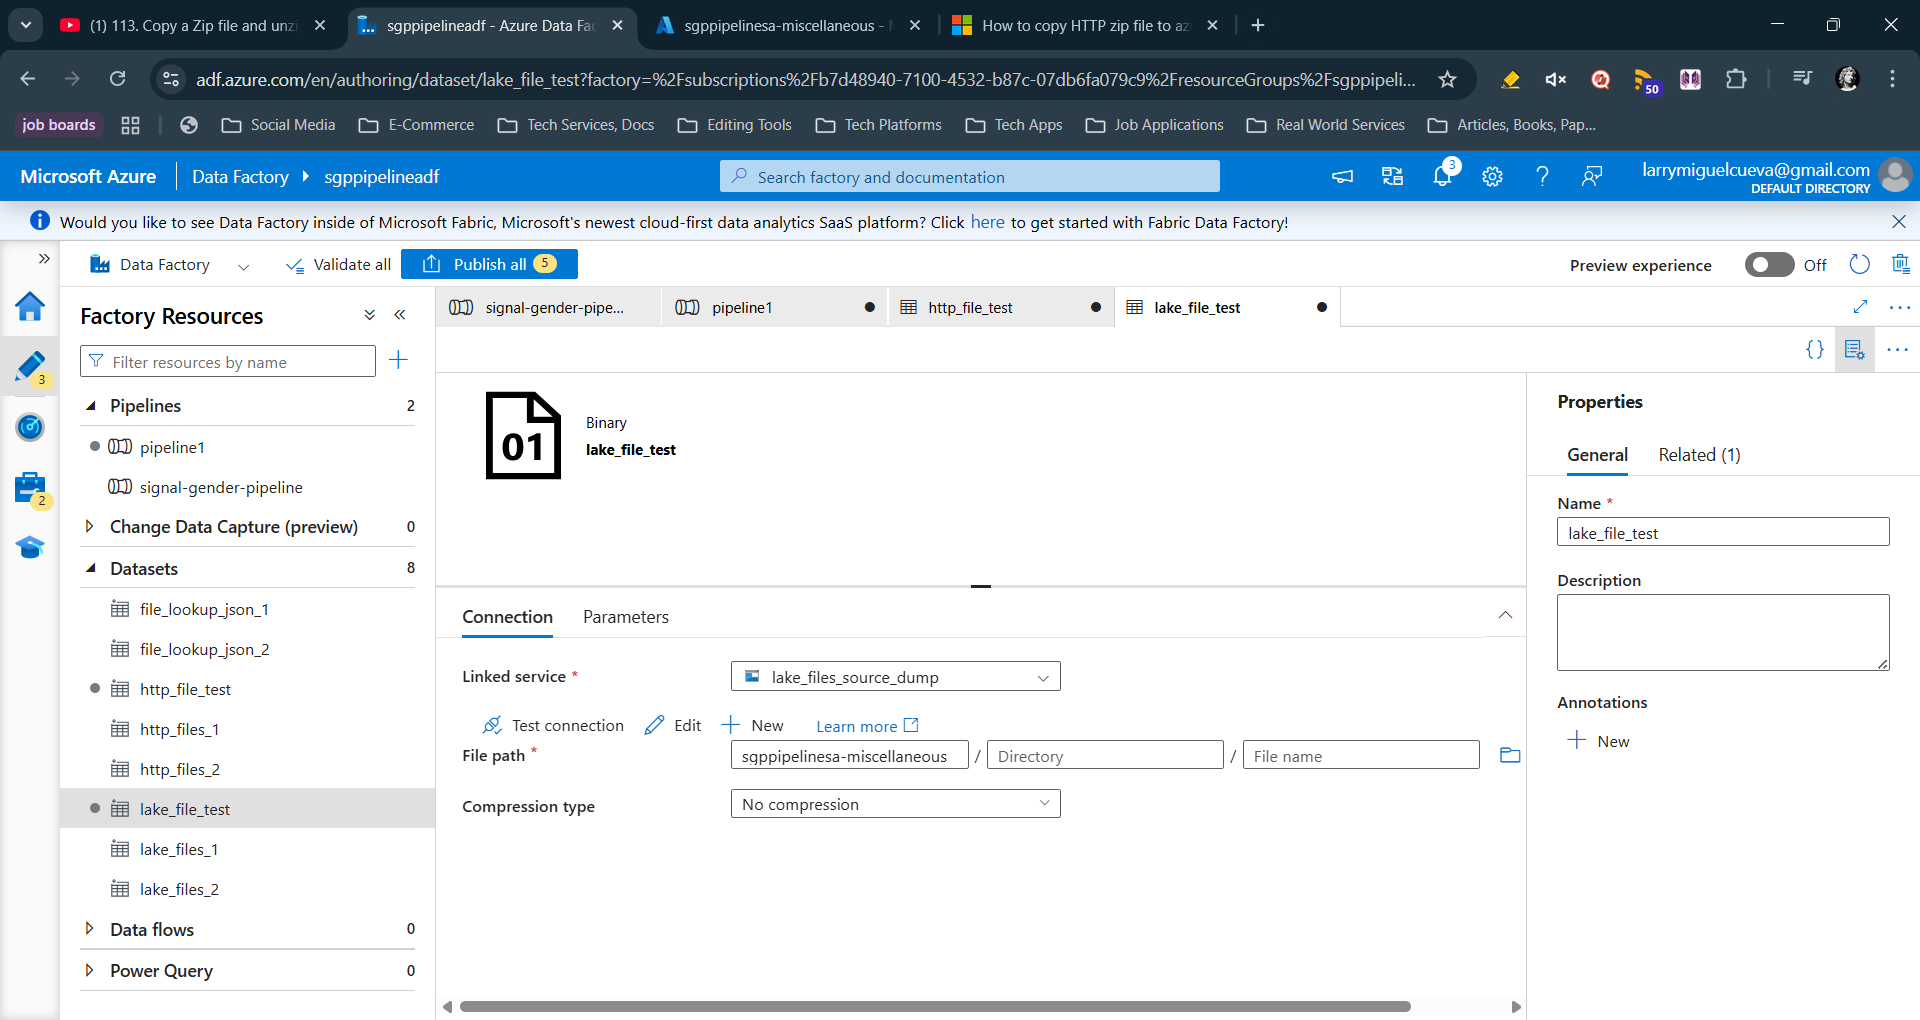 (1) 113. Copy a Zip file and unzi
sgppipelineadf - Azure Data Fac
sgppipelinesa-miscellaneous - M
How to copy HTTP zip file to az
adf.azure.com/en/authoring/dataset/lake_file_test?factory=%2Fsubscriptions%2Fb7d48940-7100-4532-b87c-07db6fa079c9%2FresourceGroups%2Fsgppipeli...
50
job boards
Social Media
E-Commerce
Tech Services, Docs
Editing Tools
Tech Platforms
Tech Apps
Job Applications
Real World Services
Articles, Books, Pap...
Microsoft Azure
Data Factory
sgppipelineadf
Search factory and documentation
3
larrymiguelcueva@gmail.com
DEFAULT DIRECTORY
Would you like to see Data Factory inside of Microsoft Fabric, Microsoft's newest cloud-first data analytics SaaS platform? Click here to get started with Fabric Data Factory!
Data Factory
Validate all
Publish all 5
Preview experience
Off
3
2
Factory Resources
Filter resources by name
Pipelines 2
pipeline1
signal-gender-pipeline
Change Data Capture (preview) 0
Datasets 8
file_lookup_json_1
file_lookup_json_2
http_file_test
http_files_1
http_files_2
lake_file_test
lake_files_1
lake_files_2
Data flows 0
Power Query 0
signal-gender-pipe...
pipeline1
http_file_test
lake_file_test
01
Binary
lake_file_test
Connection
Parameters
Linked service *
lake_files_source_dump
Test connection
Edit
New
Learn more
File path *
sgppipelinesa-miscellaneous / Directory / File name
Compression type
No compression
Properties
General
Related (1)
Name *
lake_file_test
Description
Annotations
New